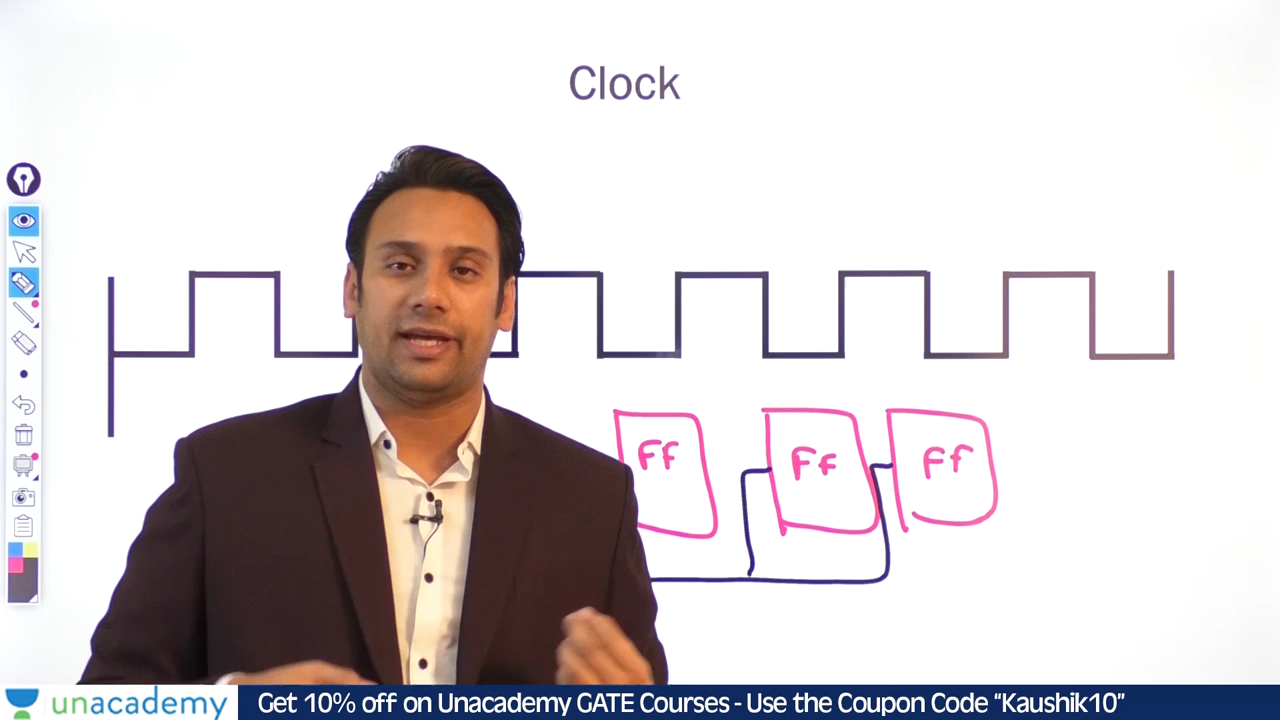 Clock
Ff
Ff
Ff
unacademy
Get 10% off on Unacademy GATE Courses - Use the Coupon Code “Kaushik10”